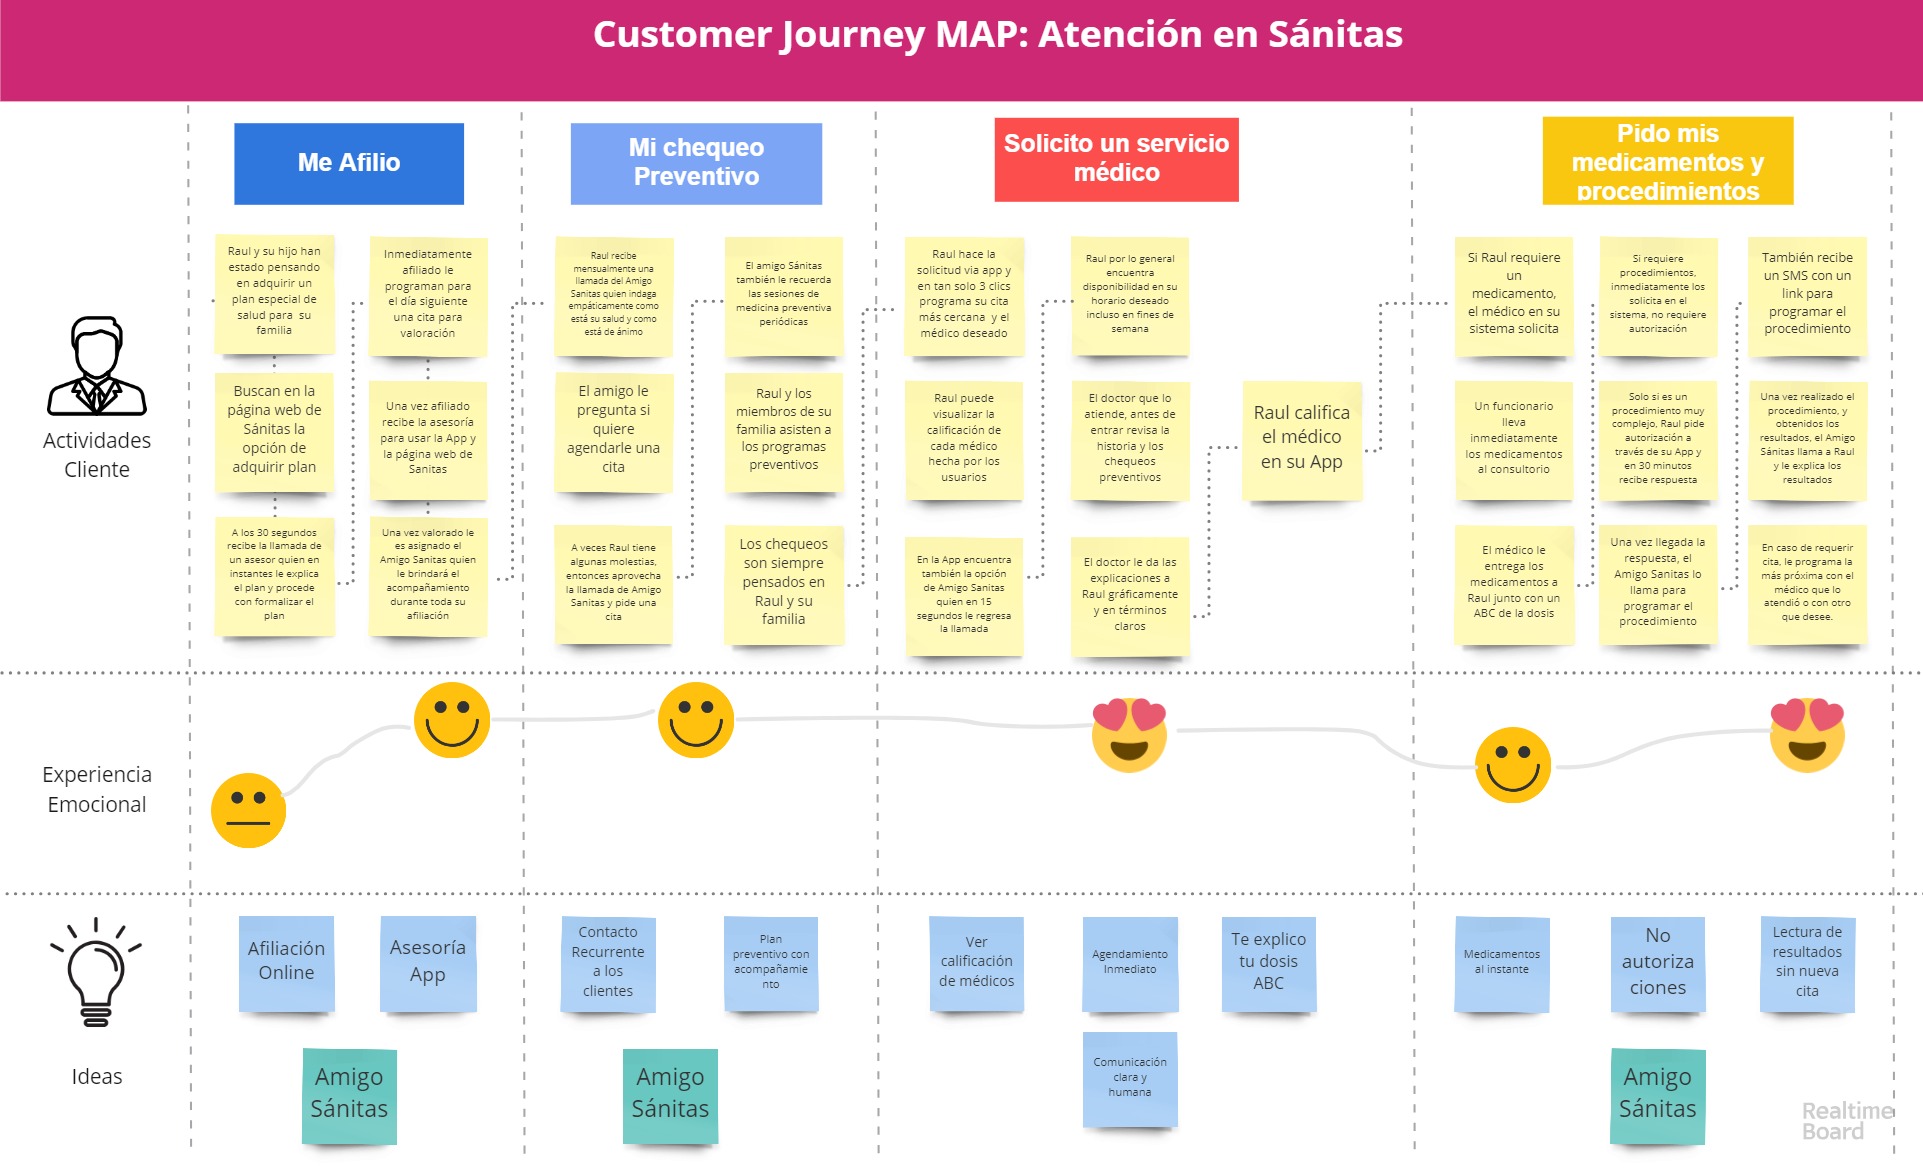 Customer Journey MAP: Atención en Sánitas
Me Afilio
Mi chequeo
Preventivo
Solicito un servicio
médico
Pido mis
medicamentos y
procedimientos
Actividades
Cliente
Raul y su hijo han
estado pensando
en adquirir un
plan especial de
salud para su
familia
Buscan en la
página web de
Sánitas la
opción de
adquirir plan
A los 30 segundos
recibe la llamada de
un asesor quien en
instantes le explica
el plan y procede
con formalizar el
plan
Inmediatamente
afiliado le
programan para
el día siguiente
una cita para
valoración
Una vez afiliado
recibe la asesoría
para usar la App y
la página web de
Sanitas
Una vez valorado le
es asignado el
Amigo Sanitas quien
le brindará el
acompañamiento
durante toda su
afiliación
Raul recibe
mensualmente una
llamada del Amigo
Sanitas quien indaga
empáticamente como
está su salud y como
está de ánimo
El amigo le
pregunta si
quiere
agendarle una
cita
A veces Raul tiene
algunas molestias,
entonces aprovecha
la llamada de Amigo
Sanitas y pide una
cita
El amigo Sánitas
también le recuerda
las sesiones de
medicina preventiva
periódicas
Raul y los
miembros de su
familia asisten a
los programas
preventivos
Los chequeos
son siempre
pensados en
Raul y su
familia
Raul hace la
solicitud via app y
en tan solo 3 clics
programa su cita
más cercana y el
médico deseado
Raul puede
visualizar la
calificación de
cada médico
hecha por los
usuarios
En la App encuentra
también la opción
de Amigo Sanitas
quien en 15
segundos le regresa
la llamada
Raul por lo general
encuentra
disponibilidad en su
horario deseado
incluso en fines de
semana
El doctor que lo
atiende, antes de
entrar revisa la
historia y los
chequeos
preventivos
El doctor le da las
explicaciones a
Raul gráficamente
y en términos
claros
Raul califica
el médico
en su App
Si Raul requiere
un
medicamento,
el médico en su
sistema solicita
Un funcionario
lleva
inmediatamente
los medicamentos
al consultorio
El médico le
entrega los
medicamentos a
Raul junto con un
ABC de la dosis
Si requiere
procedimientos,
inmediatamente los
solicita en el
sistema, no requiere
autorización
Solo si es un
procedimiento muy
complejo, Raul pide
autorización a
través de su App y
en 30 minutos
recibe respuesta
Una vez llegada la
respuesta, el
Amigo Sanitas lo
llama para
programar el
procedimiento
También recibe
un SMS con un
link para
programar el
procedimiento
Una vez realizado el
procedimiento, y
obtenidos los
resultados, el Amigo
Sánitas llama a Raul
y le explica los
resultados
En caso de requerir
cita, le programa la
más próxima con el
médico que lo
atendió o con otro
que desee.
Experiencia
Emocional
Ideas
Afiliación
Online
Asesoría
App
Amigo
Sánitas
Contacto
Recurrente
a los
clientes
Plan
preventivo con
acompañamie
nto
Amigo
Sánitas
Ver
calificación
de médicos
Agendamiento
Inmediato
Te explico
tu dosis
ABC
Comunicación
clara y
humana
Medicamentos
al instante
No
autoriza
ciones
Lectura de
resultados
sin nueva
cita
Amigo
Sánitas
Realtime
Board